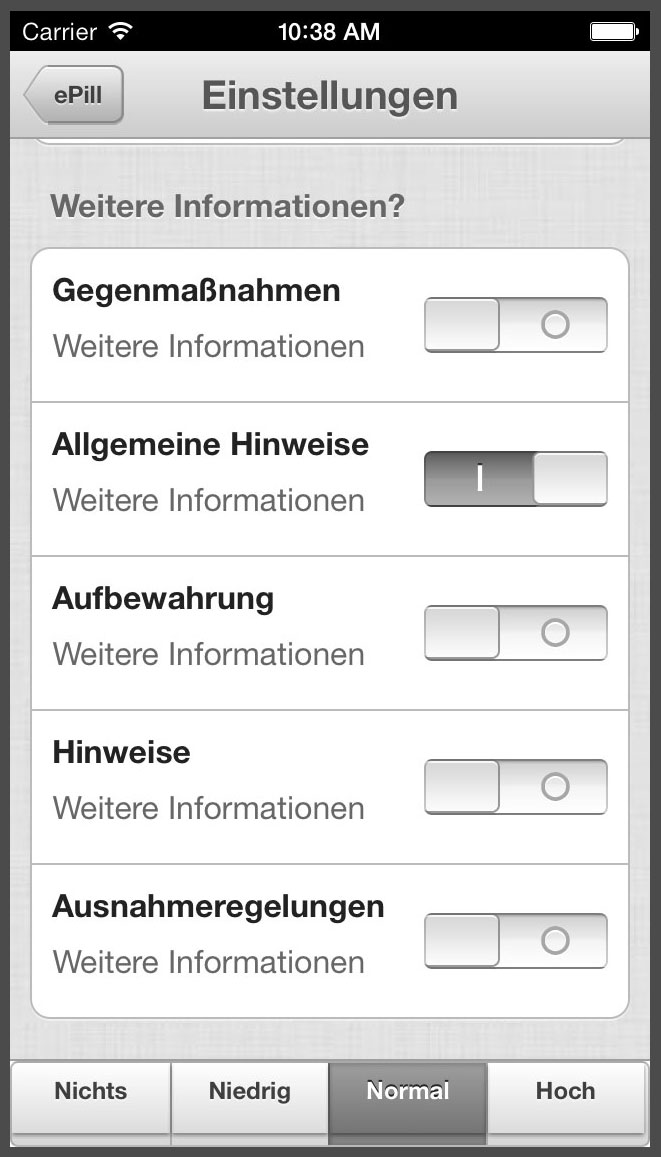 Carrier 10:38 AM
ePill Einstellungen
Weitere Informationen?
Gegenmaßnahmen
Weitere Informationen
Allgemeine Hinweise
Weitere Informationen
Aufbewahrung
Weitere Informationen
Hinweise
Weitere Informationen
Ausnahmeregelungen
Weitere Informationen
Nichts Niedrig Normal Hoch